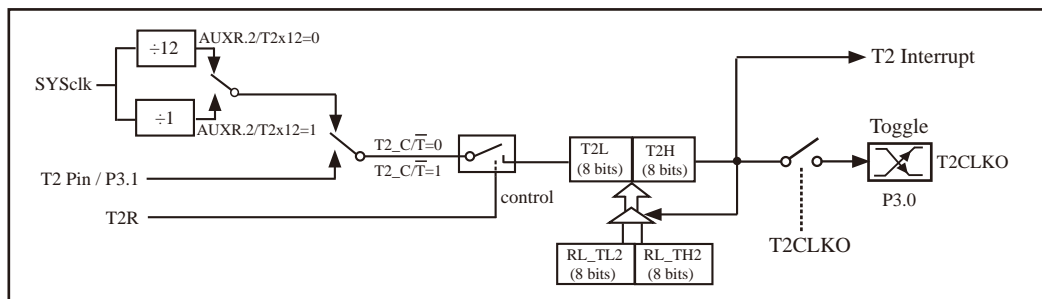 ÷12
AUXR.2/T2x12=0
SYSclk
÷1
AUXR.2/T2x12=1
T2 Pin / P3.1
T2_C/T̅=0
T2_C/T̅=1
T2R
control
T2L
(8 bits)
T2H
(8 bits)
RL_TL2
(8 bits)
RL_TH2
(8 bits)
T2 Interrupt
Toggle
T2CLKO
P3.0
T2CLKO